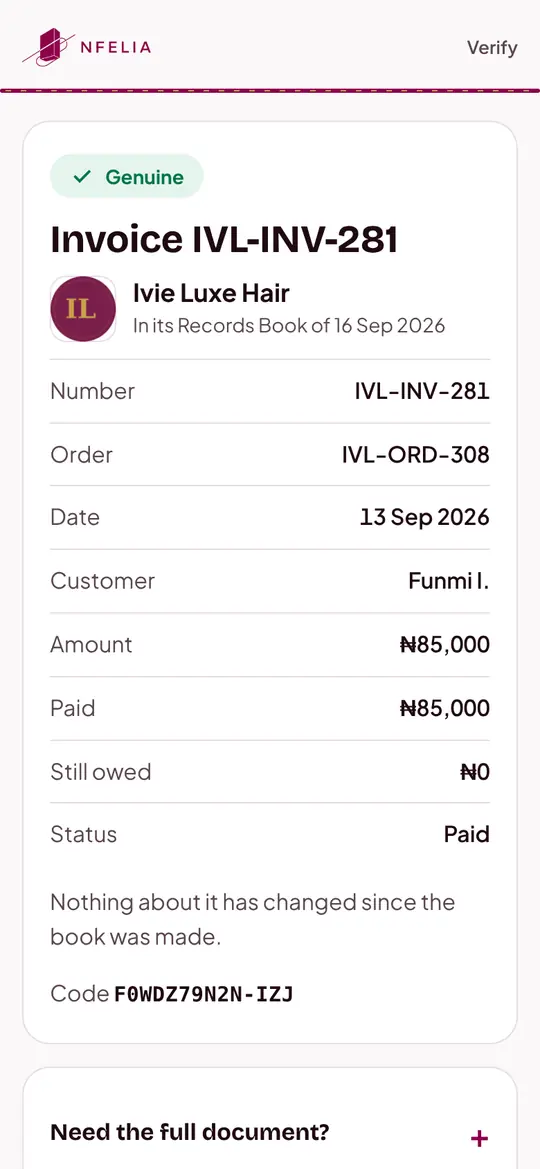 NFELIA
Verify
Genuine
Invoice IVL-INV-281
IL
Ivie Luxe Hair
In its Records Book of 16 Sep 2026
Number IVL-INV-281
Order IVL-ORD-308
Date 13 Sep 2026
Customer Funmi I.
Amount ₦85,000
Paid ₦85,000
Still owed ₦0
Status Paid
Nothing about it has changed since the
book was made.
Code F0WDZ79N2N-IZJ
Need the full document?
+